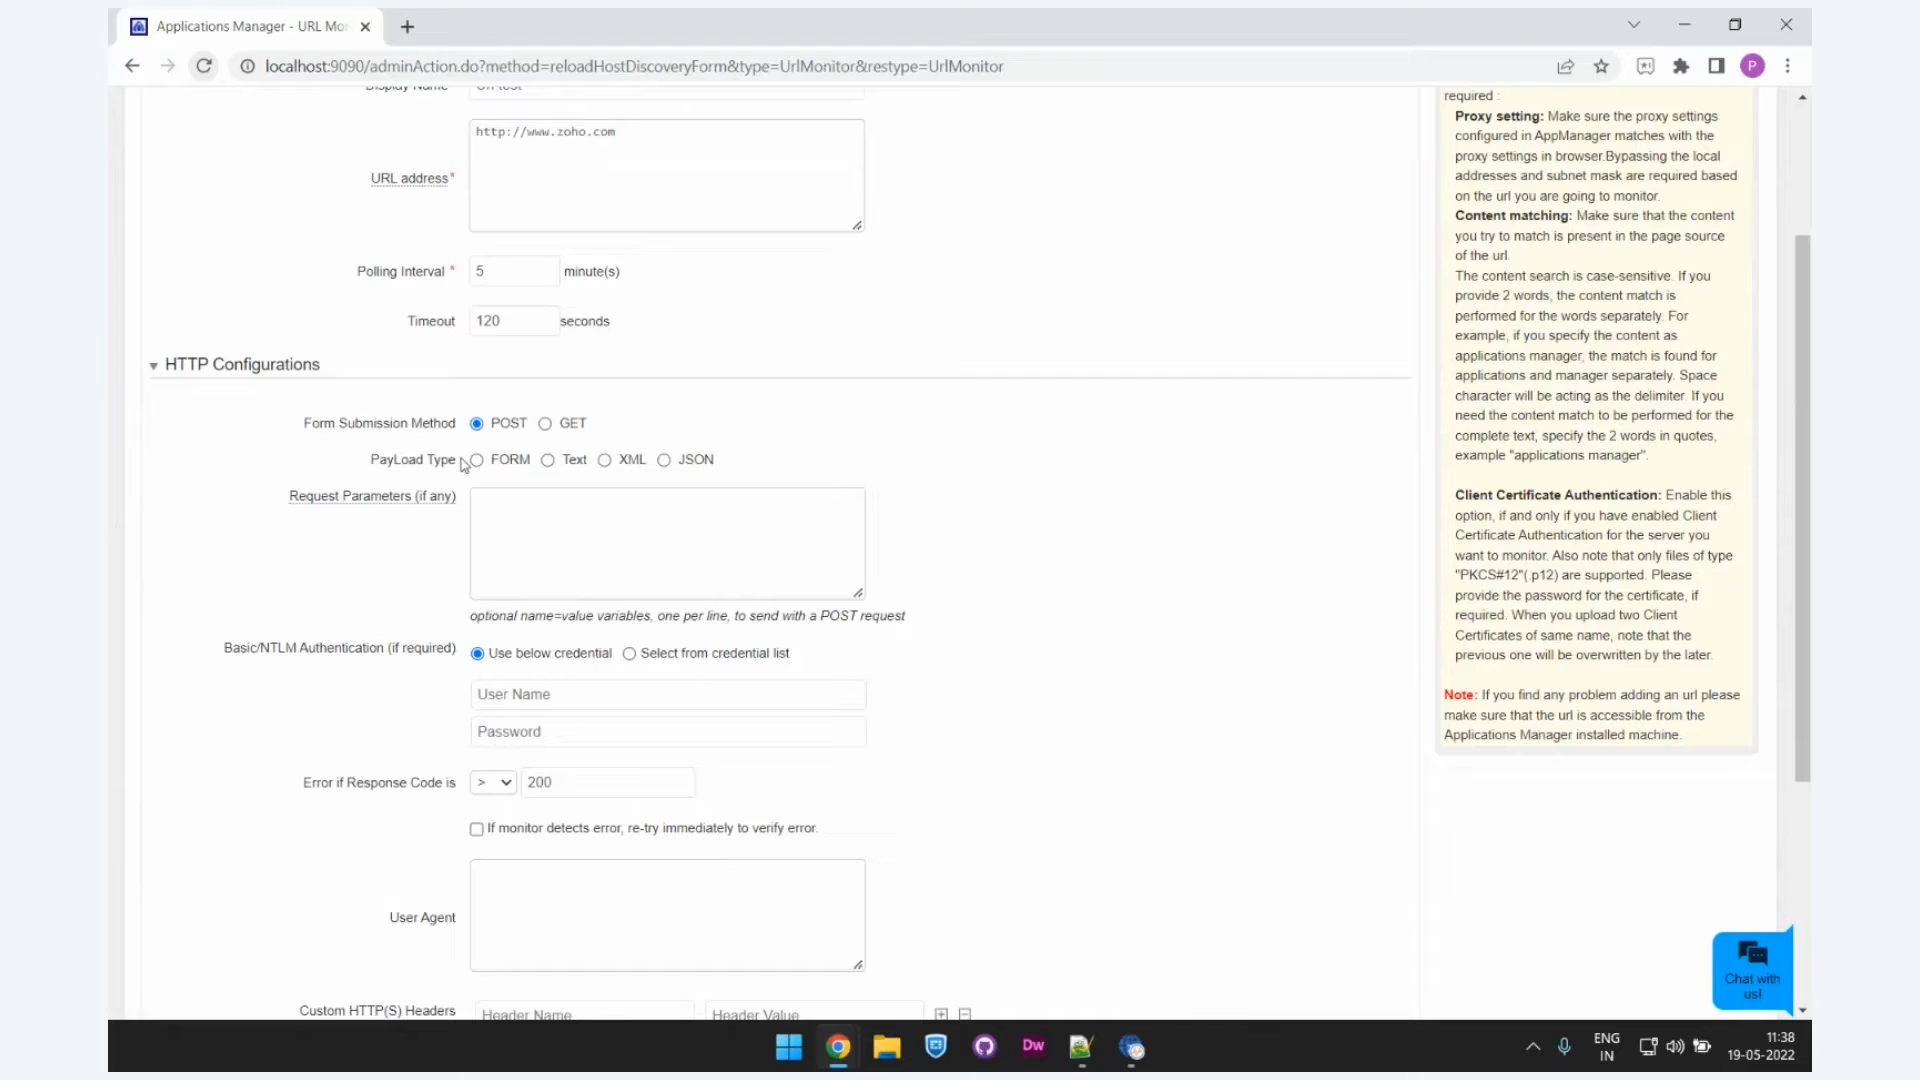 Applications Manager - URL Mon
localhost:9090/adminAction.do?method=reloadHostDiscoveryForm&type=UrlMonitor&restype=UrlMonitor
P
Display Name
Url test
http://www.zoho.com
URL address*
Polling Interval *
5
minute(s)
Timeout
120
seconds
HTTP Configurations
Form Submission Method
POST
GET
PayLoad Type
FORM
Text
XML
JSON
Request Parameters (if any)
optional name=value variables, one per line, to send with a POST request
Basic/NTLM Authentication (if required)
Use below credential
Select from credential list
User Name
Password
Error if Response Code is
>
200
If monitor detects error, re-try immediately to verify error.
User Agent
Custom HTTP(S) Headers
Header Name
Header Value
required :
Proxy setting: Make sure the proxy settings
configured in AppManager matches with the
proxy settings in browser.Bypassing the local
addresses and subnet mask are required based
on the url you are going to monitor.
Content matching: Make sure that the content
you try to match is present in the page source
of the url.
The content search is case-sensitive. If you
provide 2 words, the content match is
performed for the words separately. For
example, if you specify the content as
applications manager, the match is found for
applications and manager separately. Space
character will be acting as the delimiter. If you
need the content match to be performed for the
complete text, specify the 2 words in quotes,
example "applications manager".
Client Certificate Authentication: Enable this
option, if and only if you have enabled Client
Certificate Authentication for the server you
want to monitor. Also note that only files of type
"PKCS#12"(.p12) are supported. Please
provide the password for the certificate, if
required. When you upload two Client
Certificates of same name, note that the
previous one will be overwritten by the later.
Note: If you find any problem adding an url please
make sure that the url is accessible from the
Applications Manager installed machine.
Chat with
us!
Dw
ENG
IN
11:38
19-05-2022